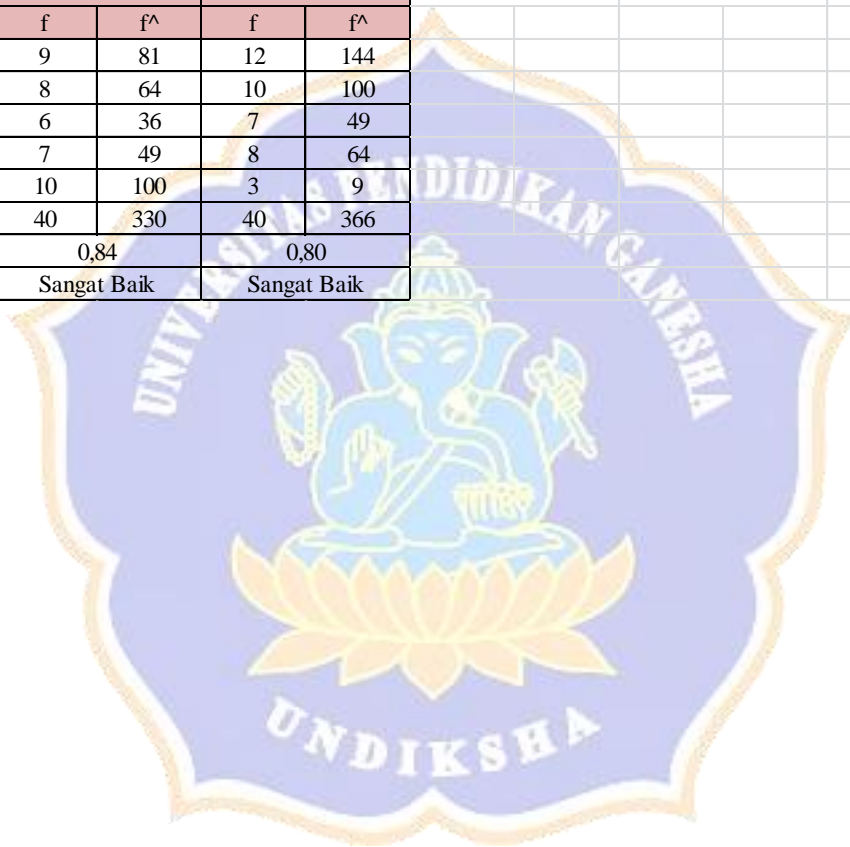 f f^ f f^
9 81 12 144
8 64 10 100
6 36 7 49
7 49 8 64
10 100 3 9
40 330 40 366
0,84 0,80
Sangat Baik Sangat Baik
UNIVERSITAS PENDIDIKAN GANESHA
UNDIKSHA